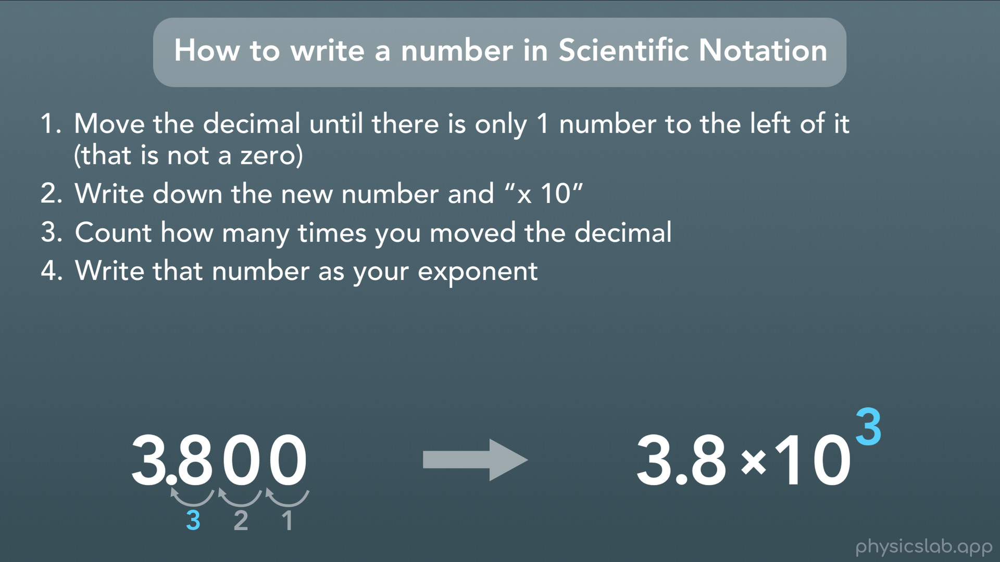 How to write a number in Scientific Notation
1. Move the decimal until there is only 1 number to the left of it
(that is not a zero)
2. Write down the new number and “x 10”
3. Count how many times you moved the decimal
4. Write that number as your exponent
3.800
3.8×10³
3 2 1
physicslab.app